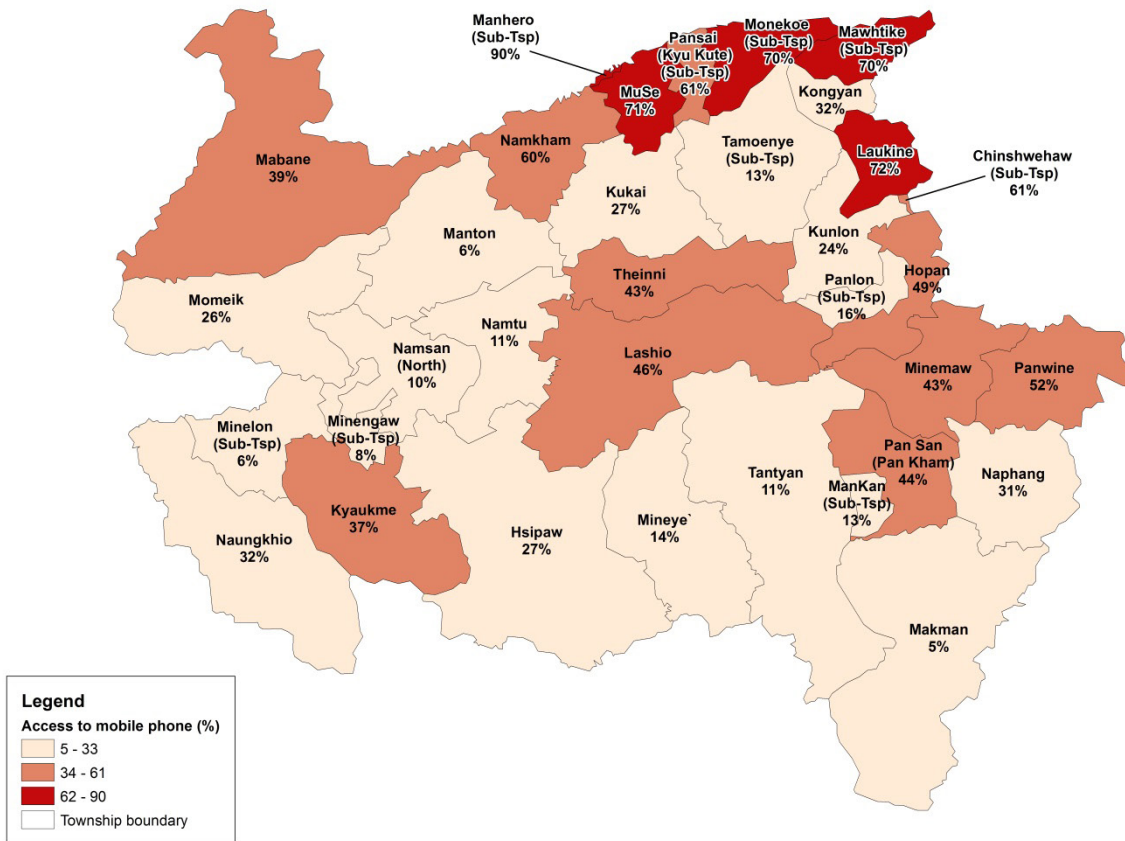 Manhero
(Sub-Tsp)
90%
Pansai
(Kyu Kute)
(Sub-Tsp)
61%
Monekoe
(Sub-Tsp)
70%
Mawhtike
(Sub-Tsp)
70%
MuSe
71%
Kongyan
32%
Namkham
60%
Mabane
39%
Tamoenye
(Sub-Tsp)
13%
Laukine
72%
Chinshwehaw
(Sub-Tsp)
61%
Kukai
27%
Manton
6%
Kunlon
24%
Theinni
43%
Panlon
(Sub-Tsp)
16%
Hopan
49%
Momeik
26%
Namtu
11%
Namsan
(North)
10%
Lashio
46%
Minemaw
43%
Panwine
52%
Minelon
(Sub-Tsp)
6%
Minengaw
(Sub-Tsp)
8%
Pan San
(Pan Kham)
44%
Tantyan
11%
ManKan
(Sub-Tsp)
13%
Naphang
31%
Kyaukme
37%
Naungkhio
32%
Hsipaw
27%
Mineye`
14%
Makman
5%
Legend
Access to mobile phone (%)
5 - 33
34 - 61
62 - 90
Township boundary